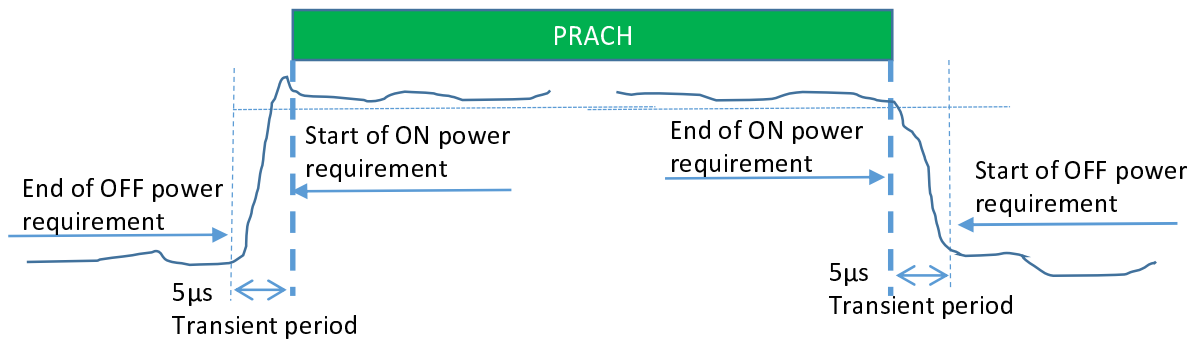 PRACH
Start of ON power
requirement
End of ON power
requirement
End of OFF power
requirement
Start of OFF power
requirement
5µs
Transient period
5µs
Transient period